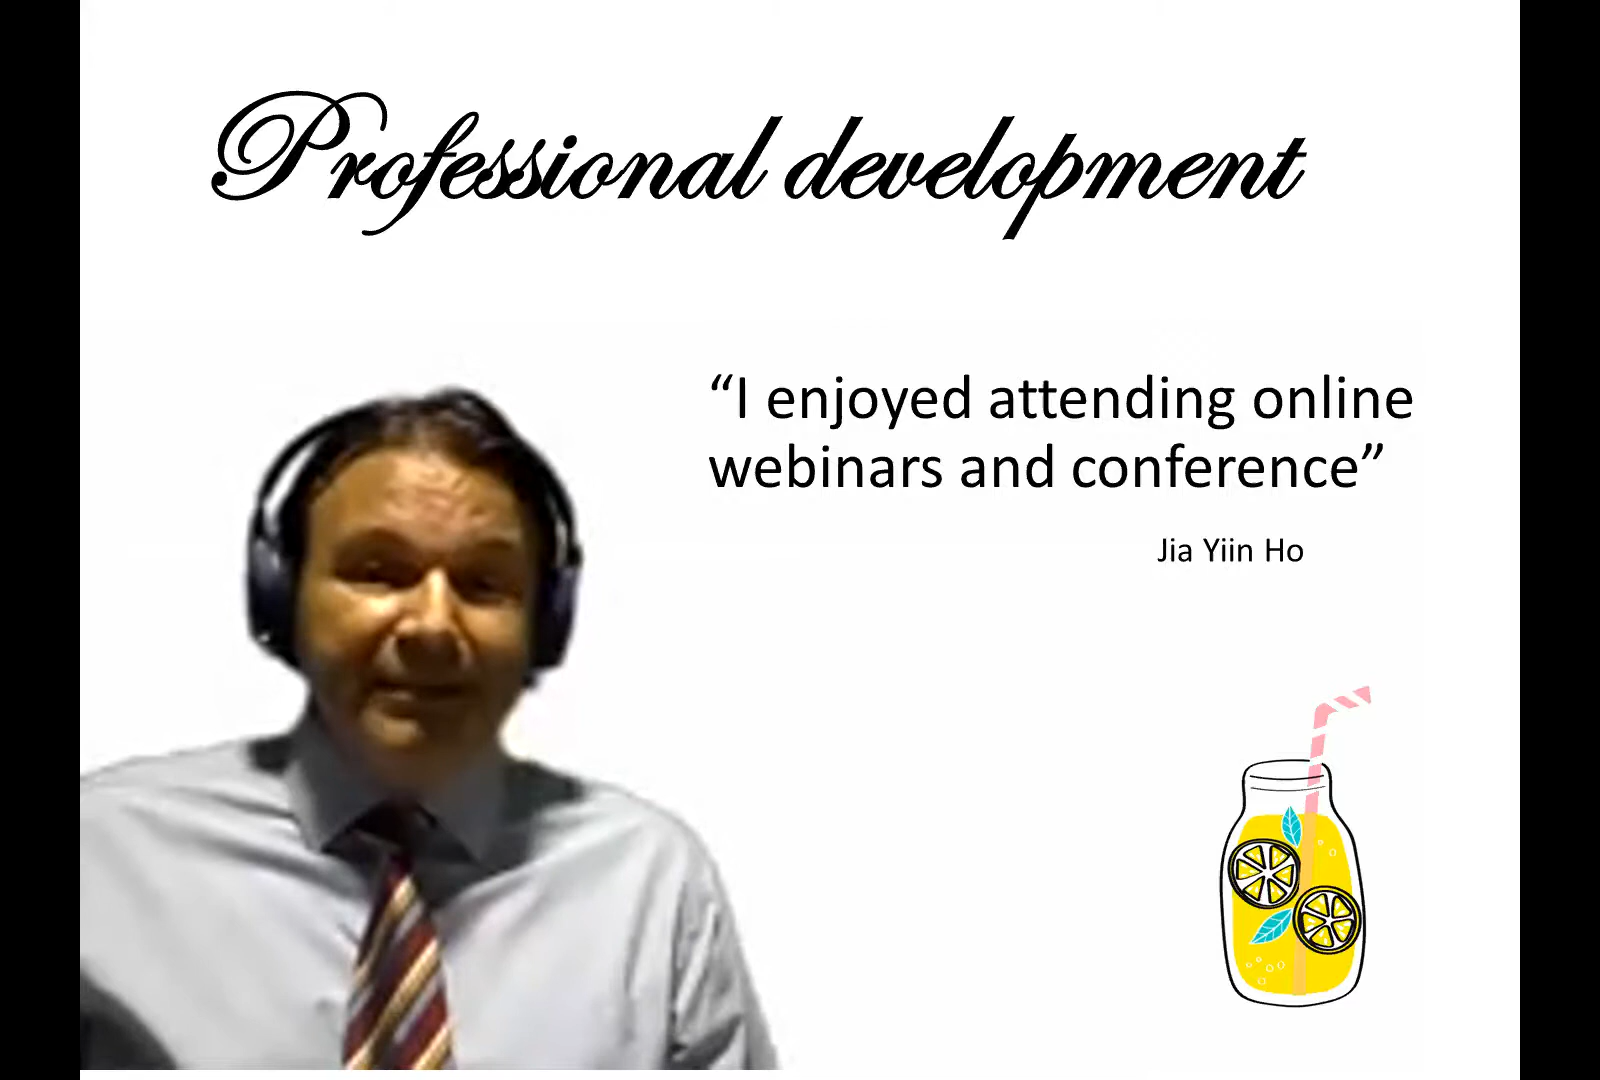 Professional development
“I enjoyed attending online
webinars and conference”
Jia Yiin Ho